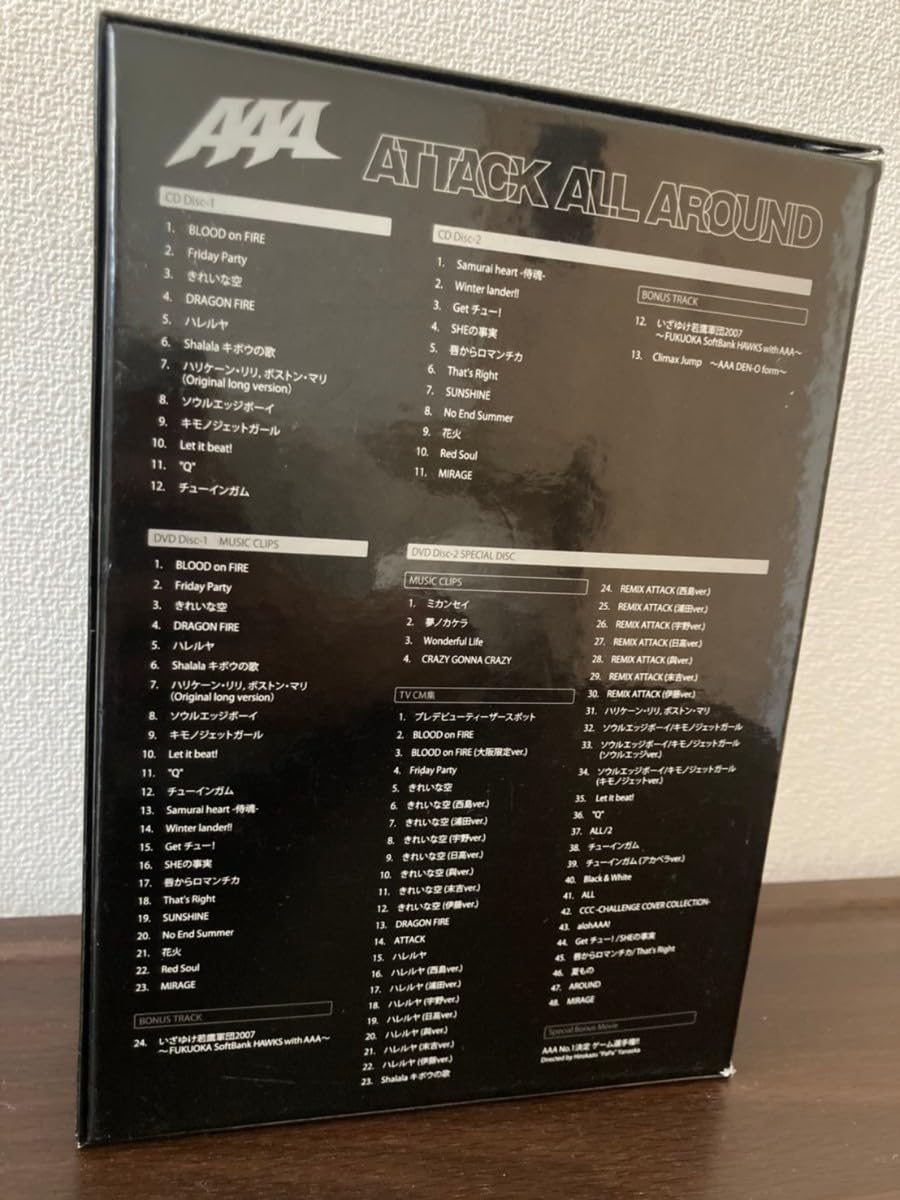 AAA
ATTACK ALL AROUND
CD Disc-1
1. BLOOD on FIRE
2. Friday Party
3. きれいな空
4. DRAGON FIRE
5. ハレルヤ
6. Shalala キボウの歌
7. ハリケーン・リリ, ボストン・マリ
(Original long version)
8. ソウルエッジボーイ
9. キモノジェットガール
10. Let it beat!
11. "Q"
12. チューインガム
CD Disc-2
1. Samurai heart -侍魂-
2. Winter lander!!
3. Get チュー!
4. SHEの事実
5. 唇からロマンチカ
6. That's Right
7. SUNSHINE
8. No End Summer
9. 花火
10. Red Soul
11. MIRAGE
BONUS TRACK
12. いざゆけ若鷹軍団2007
～FUKUOKA SoftBank HAWKS with AAA～
13. Climax Jump ～AAA DEN-O form～
DVD Disc-1 MUSIC CLIPS
1. BLOOD on FIRE
2. Friday Party
3. きれいな空
4. DRAGON FIRE
5. ハレルヤ
6. Shalala キボウの歌
7. ハリケーン・リリ, ボストン・マリ
(Original long version)
8. ソウルエッジボーイ
9. キモノジェットガール
10. Let it beat!
11. "Q"
12. チューインガム
13. Samurai heart -侍魂-
14. Winter lander!!
15. Get チュー!
16. SHEの事実
17. 唇からロマンチカ
18. That's Right
19. SUNSHINE
20. No End Summer
21. 花火
22. Red Soul
23. MIRAGE
BONUS TRACK
24. いざゆけ若鷹軍団2007
～FUKUOKA SoftBank HAWKS with AAA～
DVD Disc-2 SPECIAL DISC
MUSIC CLIPS
1. ミカンセイ
2. 夢ノカケラ
3. Wonderful Life
4. CRAZY GONNA CRAZY
TV CM集
1. プレデビューティーザースポット
2. BLOOD on FIRE
3. BLOOD on FIRE (大阪限定ver.)
4. Friday Party
5. きれいな空
6. きれいな空 (西島ver.)
7. きれいな空 (浦田ver.)
8. きれいな空 (宇野ver.)
9. きれいな空 (日高ver.)
10. きれいな空 (與ver.)
11. きれいな空 (末吉ver.)
12. きれいな空 (伊藤ver.)
13. DRAGON FIRE
14. ATTACK
15. ハレルヤ
16. ハレルヤ (西島ver.)
17. ハレルヤ (浦田ver.)
18. ハレルヤ (宇野ver.)
19. ハレルヤ (日高ver.)
20. ハレルヤ (與ver.)
21. ハレルヤ (末吉ver.)
22. ハレルヤ (伊藤ver.)
23. Shalala キボウの歌
24. REMIX ATTACK (西島ver.)
25. REMIX ATTACK (浦田ver.)
26. REMIX ATTACK (宇野ver.)
27. REMIX ATTACK (日高ver.)
28. REMIX ATTACK (與ver.)
29. REMIX ATTACK (末吉ver.)
30. REMIX ATTACK (伊藤ver.)
31. ハリケーン・リリ, ボストン・マリ
32. ソウルエッジボーイ/キモノジェットガール
33. ソウルエッジボーイ/キモノジェットガール
(ソウルエッジver.)
34. ソウルエッジボーイ/キモノジェットガール
(キモノジェットver.)
35. Let it beat!
36. "Q"
37. ALL/2
38. チューインガム
39. チューインガム (アカペラver.)
40. Black & White
41. ALL
42. CCC -CHALLENGE COVER COLLECTION-
43. alohAAA!
44. Get チュー! /SHEの事実
45. 唇からロマンチカ/That's Right
46. 夏もの
47. AROUND
48. MIRAGE
Special Bonus Movie
AAA No.1決定 ゲーム選手権!!
Directed by Hirokazu "PaPa" Yamaoka